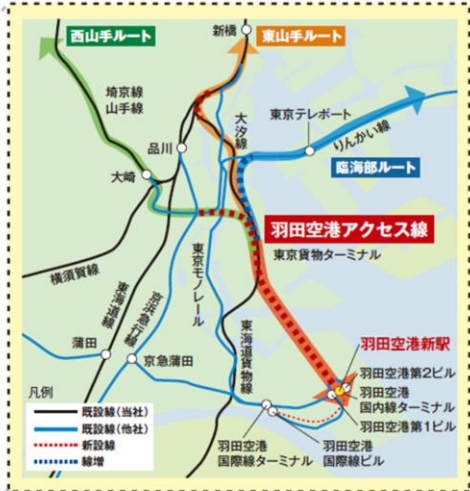 西山手ルート
新橋
東山手ルート
埼京線
山手線
大汐線
東京テレポート
りんかい線
品川
大崎
臨海部ルート
羽田空港アクセス線
東京貨物ターミナル
横須賀線
東海道線
京浜急行線
東京モノレール
東海道貨物線
蒲田
京急蒲田
羽田空港新駅
羽田空港第2ビル
羽田空港
国内線ターミナル
羽田空港第1ビル
羽田空港
国際線ターミナル
羽田空港
国際線ビル
凡例
既設線(当社)
既設線(他社)
新設線
線増